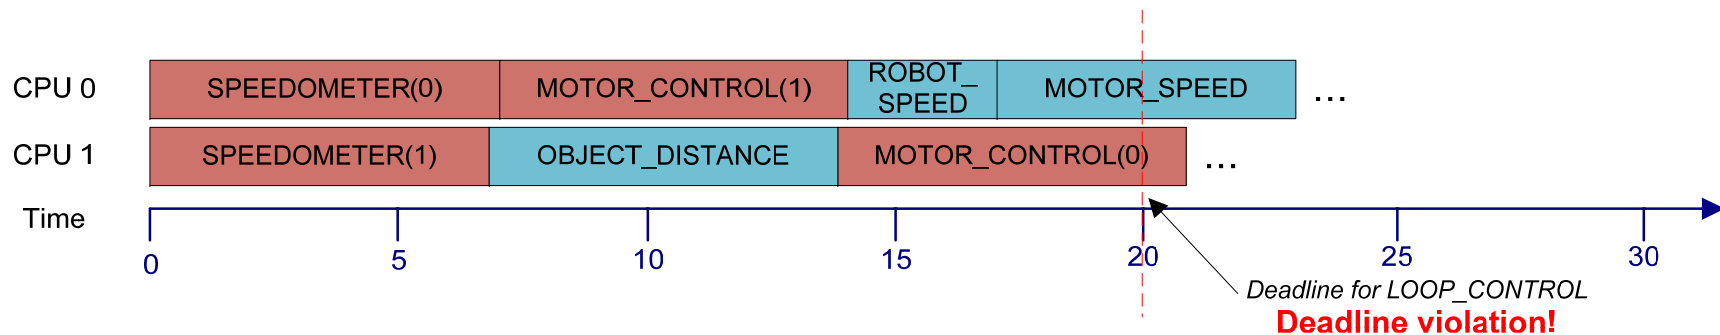 CPU 0
SPEEDOMETER(0)
MOTOR_CONTROL(1)
ROBOT_
SPEED
MOTOR_SPEED
...
CPU 1
SPEEDOMETER(1)
OBJECT_DISTANCE
MOTOR_CONTROL(0)
...
Time
0
5
10
15
20
25
30
Deadline for LOOP_CONTROL
Deadline violation!